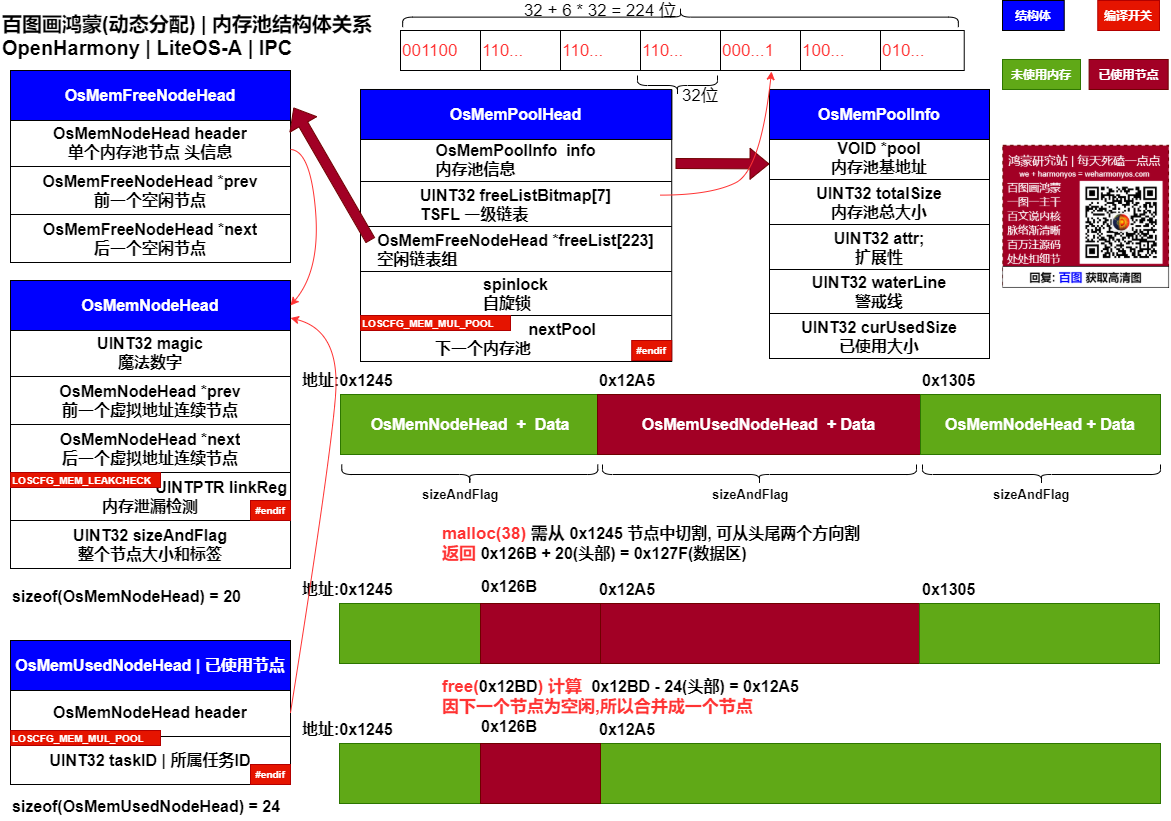 百图画鸿蒙(动态分配) | 内存池结构体关系
OpenHarmony | LiteOS-A | IPC
32 + 6 * 32 = 224 位
001100 110... 110... 110... 000...1 100... 010...
32位
结构体
编译开关
未使用内存
已使用节点
OsMemFreeNodeHead
OsMemNodeHead header
单个内存池节点 头信息
OsMemFreeNodeHead *prev
前一个空闲节点
OsMemFreeNodeHead *next
后一个空闲节点
OsMemPoolHead
OsMemPoolInfo info
内存池信息
UINT32 freeListBitmap[7]
TSFL 一级链表
OsMemFreeNodeHead *freeList[223]
空闲链表组
spinlock
自旋锁
LOSCFG_MEM_MUL_POOL
nextPool
下一个内存池
#endif
OsMemPoolInfo
VOID *pool
内存池基地址
UINT32 totalSize
内存池总大小
UINT32 attr;
扩展性
UINT32 waterLine
警戒线
UINT32 curUsedSize
已使用大小
鸿蒙研究站 | 每天死磕一点点
we + harmonyos = weharmonyos.com
百图画鸿蒙
一图一主干
百文说内核
脉络渐清晰
百万注源码
处处扣细节
回复: 百图 获取高清图
OsMemNodeHead
UINT32 magic
魔法数字
OsMemNodeHead *prev
前一个虚拟地址连续节点
OsMemNodeHead *next
后一个虚拟地址连续节点
LOSCFG_MEM_LEAKCHECK
UINTPTR linkReg
内存泄漏检测
#endif
UINT32 sizeAndFlag
整个节点大小和标签
sizeof(OsMemNodeHead) = 20
OsMemUsedNodeHead | 已使用节点
OsMemNodeHead header
LOSCFG_MEM_MUL_POOL
UINT32 taskID | 所属任务ID
#endif
sizeof(OsMemUsedNodeHead) = 24
地址:0x1245 0x12A5 0x1305
OsMemNodeHead + Data
OsMemUsedNodeHead + Data
OsMemNodeHead + Data
sizeAndFlag
sizeAndFlag
sizeAndFlag
malloc(38) 需从 0x1245 节点中切割, 可从头尾两个方向割
返回 0x126B + 20(头部) = 0x127F(数据区)
地址:0x1245 0x126B 0x12A5 0x1305
free(0x12BD) 计算 0x12BD - 24(头部) = 0x12A5
因下一个节点为空闲,所以合并成一个节点
地址:0x1245 0x126B 0x12A5